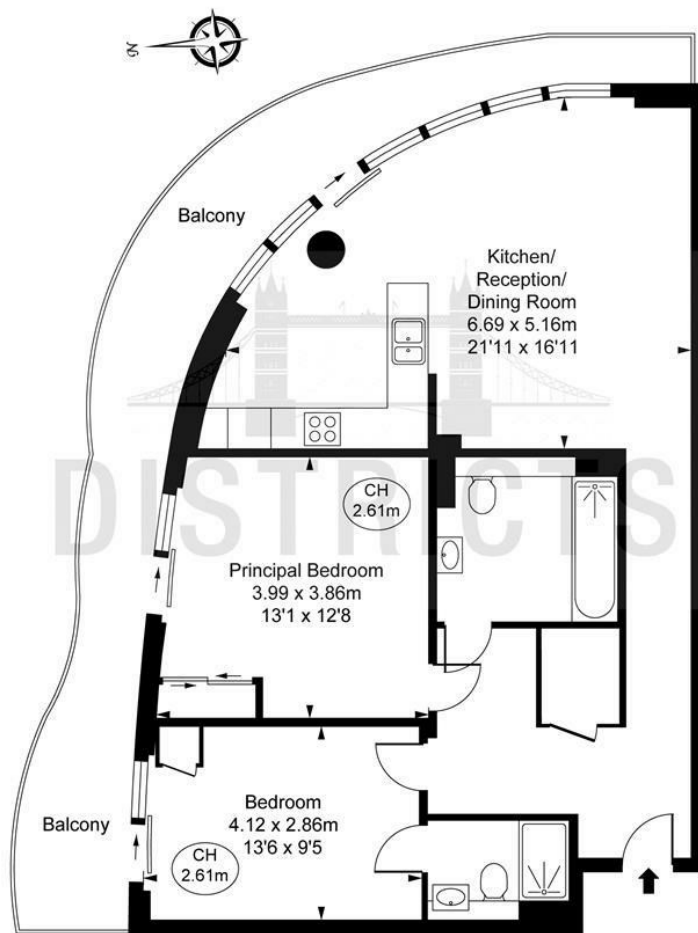 N
Balcony
Kitchen/
Reception/
Dining Room
6.69 x 5.16m
21'11 x 16'11
DISTRICTS
CH
2.61m
Principal Bedroom
3.99 x 3.86m
13'1 x 12'8
Balcony
Bedroom
4.12 x 2.86m
13'6 x 9'5
CH
2.61m